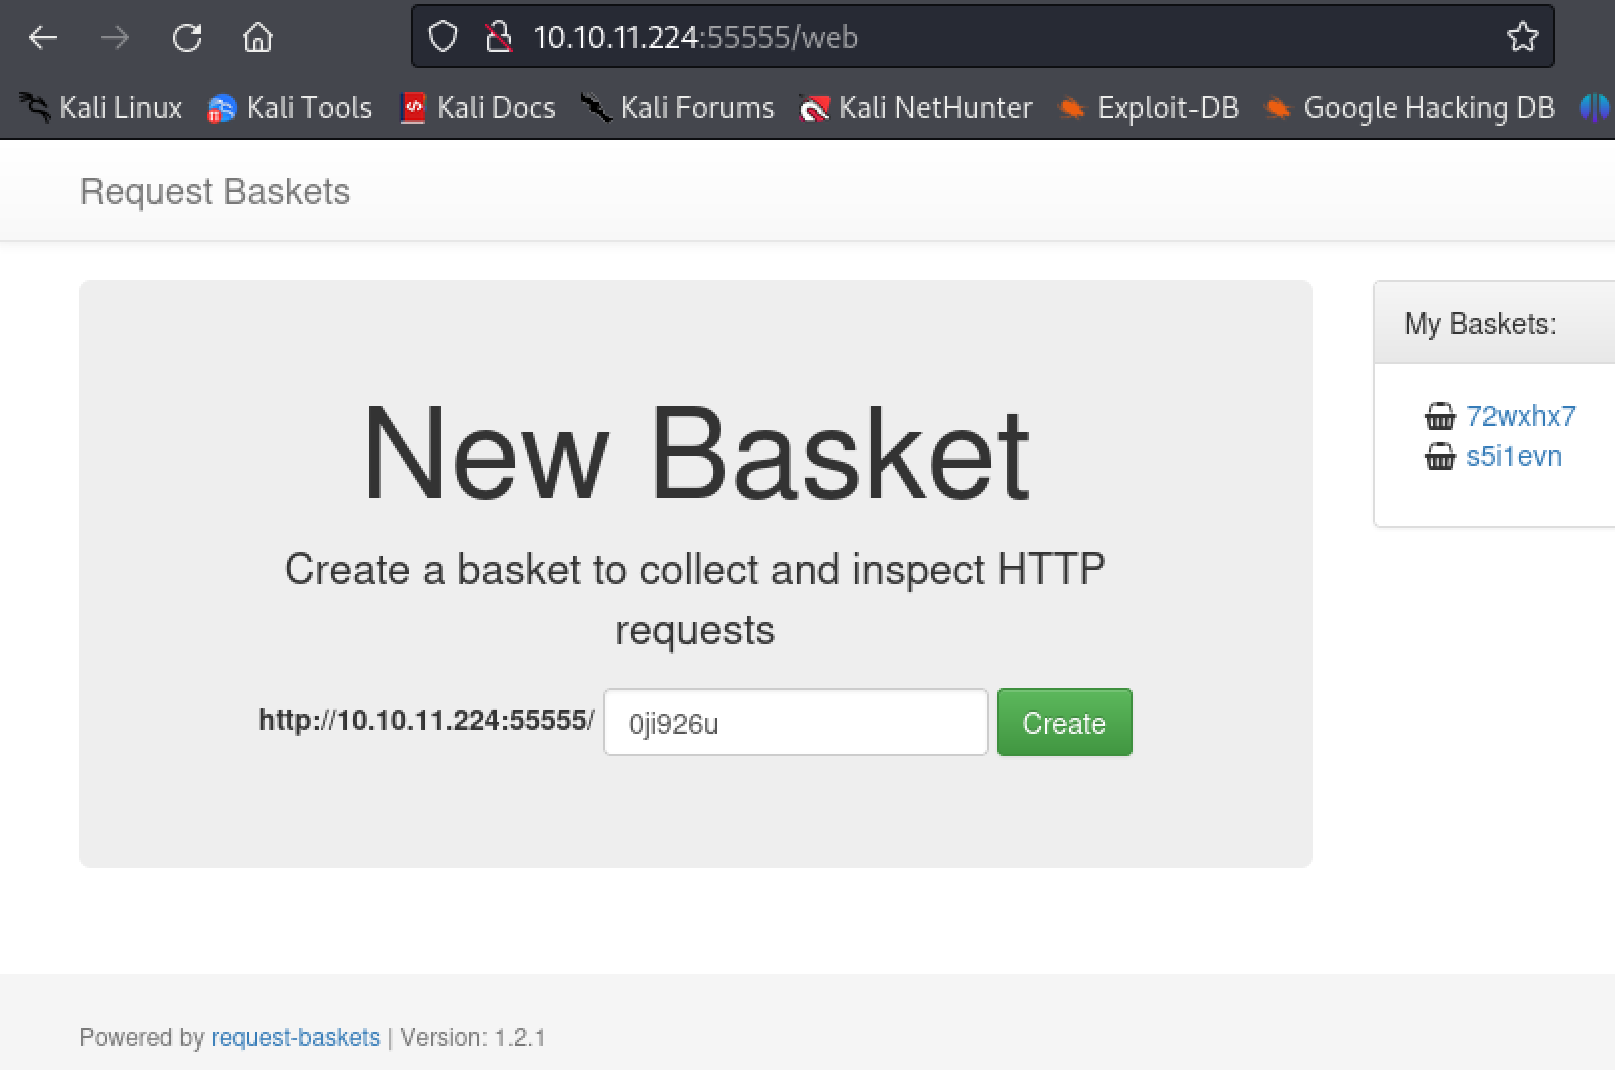 10.10.11.224:55555/web
Kali Linux Kali Tools Kali Docs Kali Forums Kali NetHunter Exploit-DB Google Hacking DB
Request Baskets
New Basket
Create a basket to collect and inspect HTTP
requests
http://10.10.11.224:55555/ 0ji926u Create
My Baskets:
72wxhx7
s5i1evn
Powered by request-baskets | Version: 1.2.1